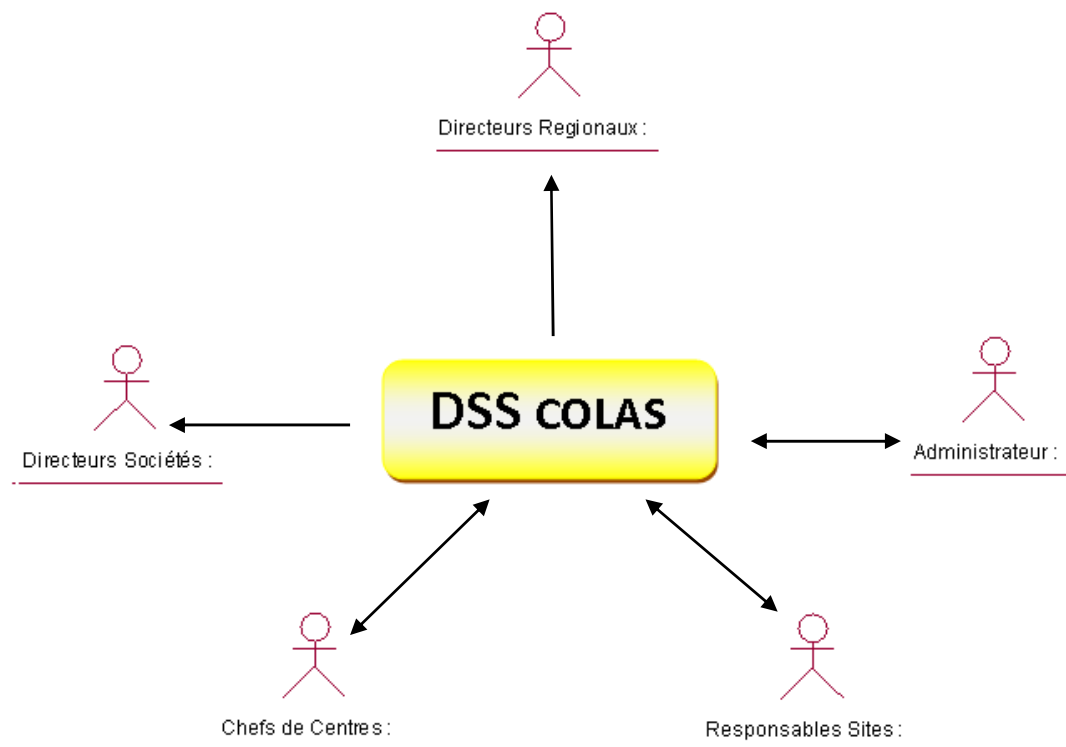 Directeurs Regionaux :
DSS COLAS
Directeurs Sociétés :
Administrateur :
Chefs de Centres :
Responsables Sites :